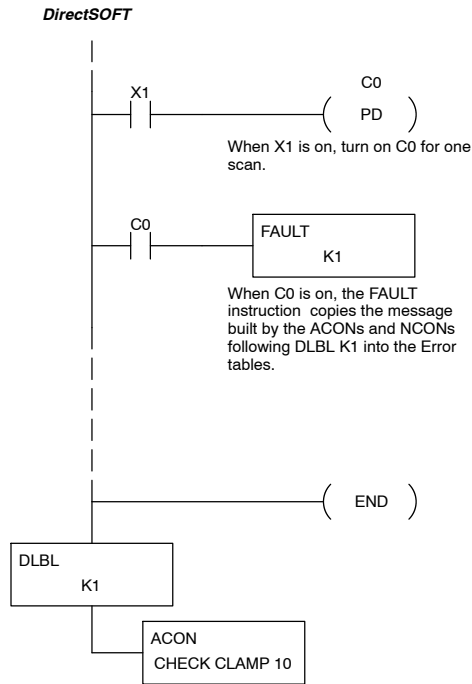 DirectSOFT
X1
C0
PD
When X1 is on, turn on C0 for one
scan.
C0
FAULT
K1
When C0 is on, the FAULT
instruction copies the message
built by the ACONs and NCONs
following DLBL K1 into the Error
tables.
END
DLBL
K1
ACON
CHECK CLAMP 10